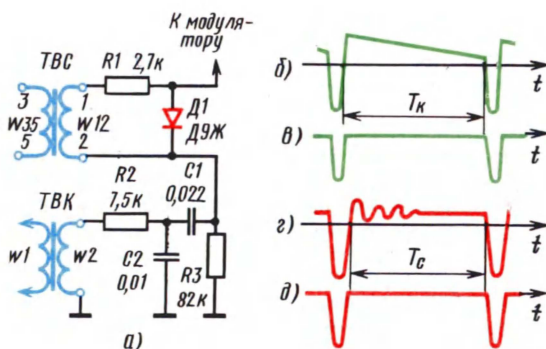 К модуля-
тору
ТВС
R1 2,7к
3
1
W35
W12
5
2
Д1
Д9Ж
ТВК
R2
7,5к
C1
0,022
w1
w2
C2
0,01
R3
82к
а)
б)
t
Tк
в)
t
г)
t
Tс
д)
t